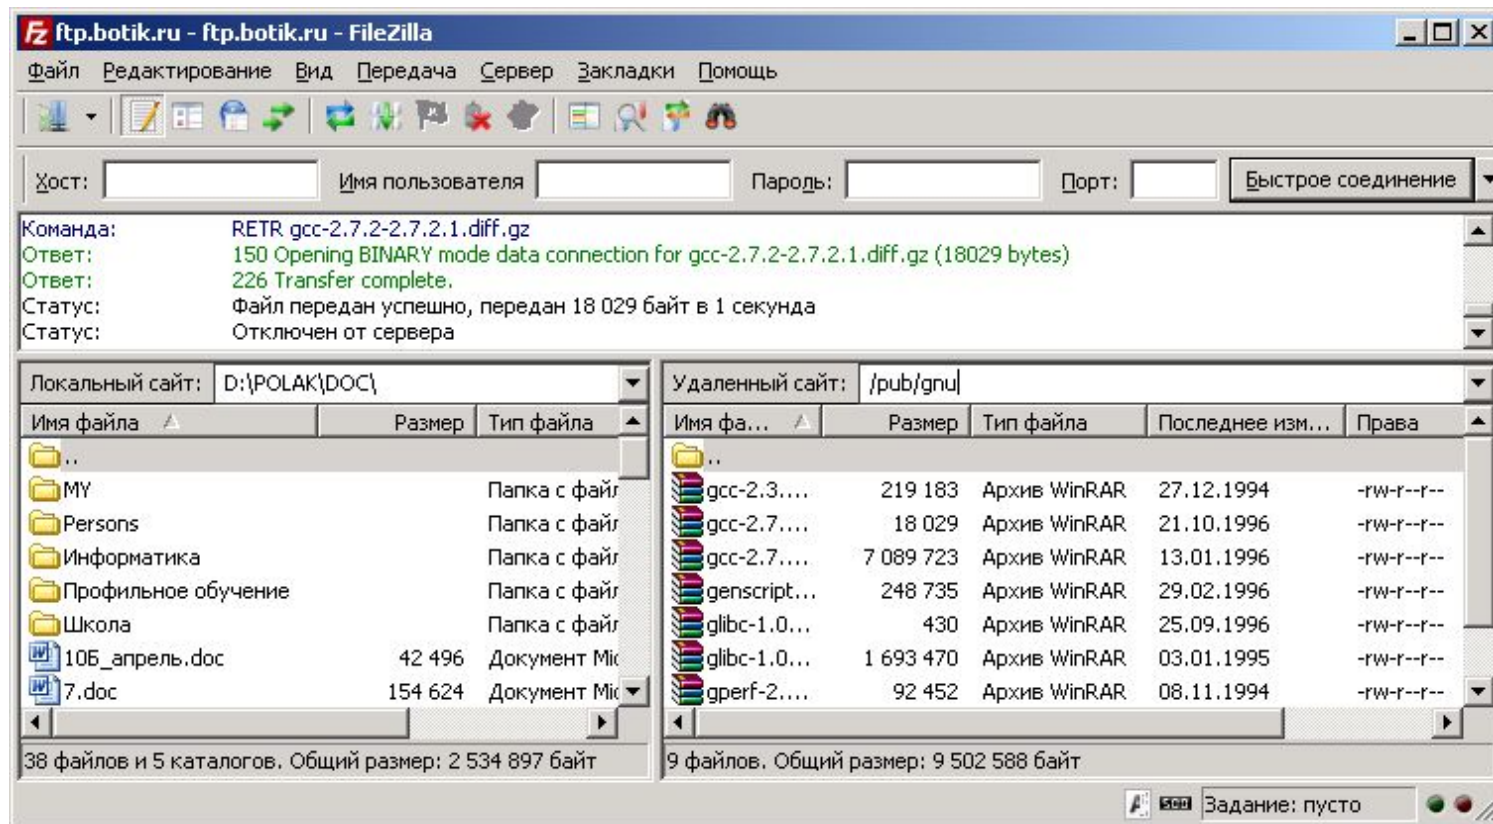 ftp.botik.ru - ftp.botik.ru - FileZilla
Файл Редактирование Вид Передача Сервер Закладки Помощь
Хост: Имя пользователя Пароль: Порт: Быстрое соединение
Команда: RETR gcc-2.7.2-2.7.2.1.diff.gz
Ответ: 150 Opening BINARY mode data connection for gcc-2.7.2-2.7.2.1.diff.gz (18029 bytes)
Ответ: 226 Transfer complete.
Статус: Файл передан успешно, передан 18 029 байт в 1 секунда
Статус: Отключен от сервера
Локальный сайт: D:\POLAK\DOC\
Имя файла Размер Тип файла
..
MY Папка с файл
Persons Папка с файл
Информатика Папка с файл
Профильное обучение Папка с файл
Школа Папка с файл
10Б_апрель.doc 42 496 Документ Mic
7.doc 154 624 Документ Mic
38 файлов и 5 каталогов. Общий размер: 2 534 897 байт
Удаленный сайт: /pub/gnu
Имя фа... Размер Тип файла Последнее изм... Права
..
gcc-2.3.... 219 183 Архив WinRAR 27.12.1994 -rw-r--r--
gcc-2.7.... 18 029 Архив WinRAR 21.10.1996 -rw-r--r--
gcc-2.7.... 7 089 723 Архив WinRAR 13.01.1996 -rw-r--r--
genscript... 248 735 Архив WinRAR 29.02.1996 -rw-r--r--
glibc-1.0... 430 Архив WinRAR 25.09.1996 -rw-r--r--
glibc-1.0... 1 693 470 Архив WinRAR 03.01.1995 -rw-r--r--
gperf-2.... 92 452 Архив WinRAR 08.11.1994 -rw-r--r--
9 файлов. Общий размер: 9 502 588 байт
Задание: пусто